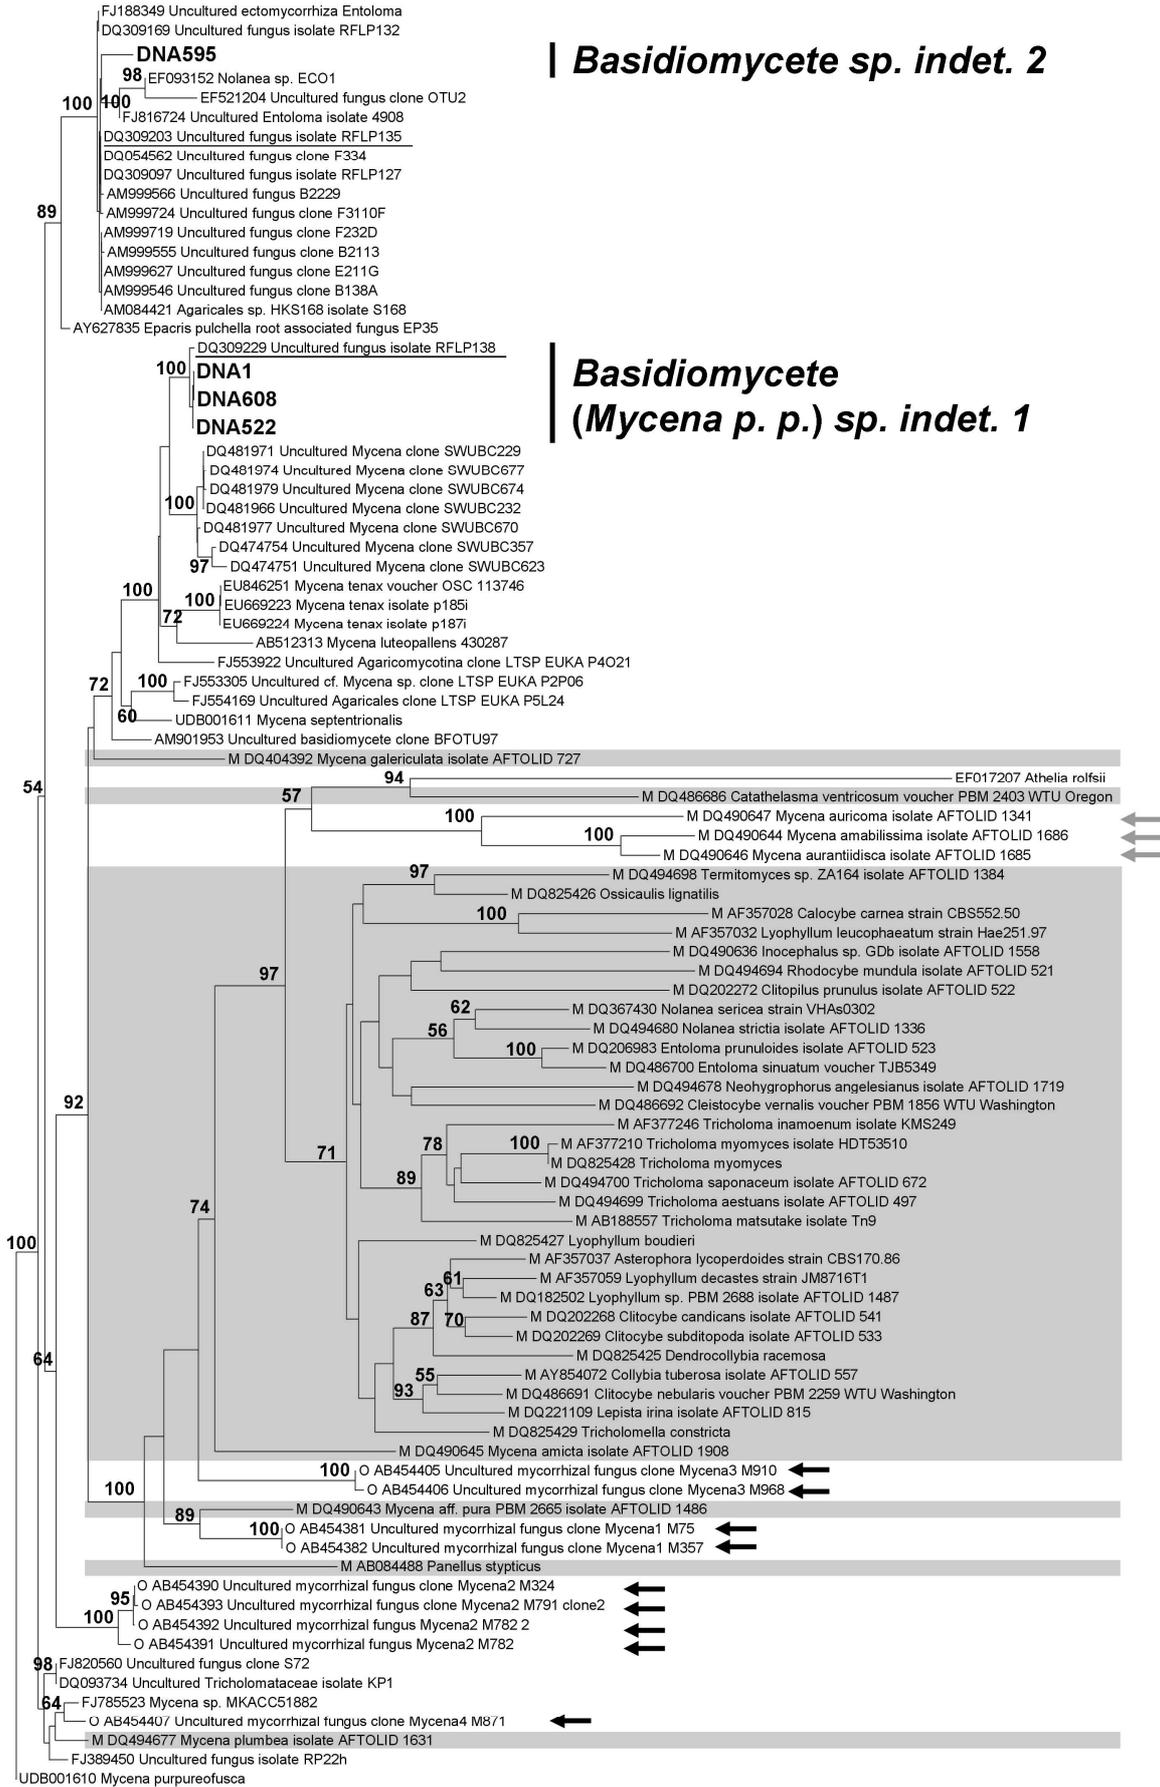 FJ188349 Uncultured ectomycorrhiza Entoloma
DQ309169 Uncultured fungus isolate RFLP132
DNA595
Basidiomycete sp. indet. 2
98
EF093152 Nolanea sp. ECO1
EF521204 Uncultured fungus clone OTU2
100
100
FJ816724 Uncultured Entoloma isolate 4908
DQ309203 Uncultured fungus isolate RFLP135
DQ054562 Uncultured fungus clone F334
DQ309097 Uncultured fungus isolate RFLP127
AM999566 Uncultured fungus B2229
89
AM999724 Uncultured fungus clone F3110F
AM999719 Uncultured fungus clone F232D
AM999555 Uncultured fungus clone B2113
AM999627 Uncultured fungus clone E211G
AM999546 Uncultured fungus clone B138A
AM084421 Agaricales sp. HKS168 isolate S168
AY627835 Epacris pulchella root associated fungus EP35
DQ309229 Uncultured fungus isolate RFLP138
100
DNA1
Basidiomycete
DNA608
(Mycena p. p.) sp. indet. 1
DNA522
DQ481971 Uncultured Mycena clone SWUBC229
DQ481974 Uncultured Mycena clone SWUBC677
DQ481979 Uncultured Mycena clone SWUBC674
100
DQ481966 Uncultured Mycena clone SWUBC232
DQ481977 Uncultured Mycena clone SWUBC670
DQ474754 Uncultured Mycena clone SWUBC357
97
DQ474751 Uncultured Mycena clone SWUBC623
100
EU846251 Mycena tenax voucher OSC 113746
100
EU669223 Mycena tenax isolate p185i
72
EU669224 Mycena tenax isolate p187i
AB512313 Mycena luteopallens 430287
FJ553922 Uncultured Agaricomycotina clone LTSP EUKA P4O21
72
100
FJ553305 Uncultured cf. Mycena sp. clone LTSP EUKA P2P06
FJ554169 Uncultured Agaricales clone LTSP EUKA P5L24
60
UDB001611 Mycena septentrionalis
AM901953 Uncultured basidiomycete clone BFOTU97
M DQ404392 Mycena galericulata isolate AFTOLID 727
54
94
EF017207 Athelia rolfsii
57
M DQ486686 Catathelasma ventricosum voucher PBM 2403 WTU Oregon
100
M DQ490647 Mycena auricoma isolate AFTOLID 1341
100
M DQ490644 Mycena amabilissima isolate AFTOLID 1686
M DQ490646 Mycena aurantiidisca isolate AFTOLID 1685
97
M DQ494698 Termitomyces sp. ZA164 isolate AFTOLID 1384
M DQ825426 Ossicaulis lignatilis
100
M AF357028 Calocybe carnea strain CBS552.50
M AF357032 Lyophyllum leucophaeatum strain Hae251.97
M DQ490636 Inocephalus sp. GDb isolate AFTOLID 1558
97
M DQ494694 Rhodocybe mundula isolate AFTOLID 521
M DQ202272 Clitopilus prunulus isolate AFTOLID 522
62
M DQ367430 Nolanea sericea strain VHAs0302
56
M DQ494680 Nolanea strictia isolate AFTOLID 1336
100
M DQ206983 Entoloma prunuloides isolate AFTOLID 523
M DQ486700 Entoloma sinuatum voucher TJB5349
M DQ494678 Neohygrophorus angelesianus isolate AFTOLID 1719
92
M DQ486692 Cleistocybe vernalis voucher PBM 1856 WTU Washington
M AF377246 Tricholoma inamoenum isolate KMS249
71
78
100
M AF377210 Tricholoma myomyces isolate HDT53510
M DQ825428 Tricholoma myomyces
89
M DQ494700 Tricholoma saponaceum isolate AFTOLID 672
M DQ494699 Tricholoma aestuans isolate AFTOLID 497
74
M AB188557 Tricholoma matsutake isolate Tn9
100
M DQ825427 Lyophyllum boudieri
M AF357037 Asterophora lycoperdoides strain CBS170.86
61
M AF357059 Lyophyllum decastes strain JM8716T1
63
M DQ182502 Lyophyllum sp. PBM 2688 isolate AFTOLID 1487
87
70
M DQ202268 Clitocybe candicans isolate AFTOLID 541
M DQ202269 Clitocybe subditopoda isolate AFTOLID 533
64
M DQ825425 Dendrocollybia racemosa
55
M AY854072 Collybia tuberosa isolate AFTOLID 557
93
M DQ486691 Clitocybe nebularis voucher PBM 2259 WTU Washington
M DQ221109 Lepista irina isolate AFTOLID 815
M DQ825429 Tricholomella constricta
M DQ490645 Mycena amicta isolate AFTOLID 1908
100
O AB454405 Uncultured mycorrhizal fungus clone Mycena3 M910
100
O AB454406 Uncultured mycorrhizal fungus clone Mycena3 M968
89
M DQ490643 Mycena aff. pura PBM 2665 isolate AFTOLID 1486
100
O AB454381 Uncultured mycorrhizal fungus clone Mycena1 M75
O AB454382 Uncultured mycorrhizal fungus clone Mycena1 M357
M AB084488 Panellus stypticus
O AB454390 Uncultured mycorrhizal fungus clone Mycena2 M324
95
O AB454393 Uncultured mycorrhizal fungus clone Mycena2 M791 clone2
100
O AB454392 Uncultured mycorrhizal fungus Mycena2 M782 2
O AB454391 Uncultured mycorrhizal fungus Mycena2 M782
98
FJ820560 Uncultured fungus clone S72
DQ093734 Uncultured Tricholomataceae isolate KP1
64
FJ785523 Mycena sp. MKACC51882
O AB454407 Uncultured mycorrhizal fungus clone Mycena4 M871
M DQ494677 Mycena plumbea isolate AFTOLID 1631
FJ389450 Uncultured fungus isolate RP22h
UDB001610 Mycena purpureofusca